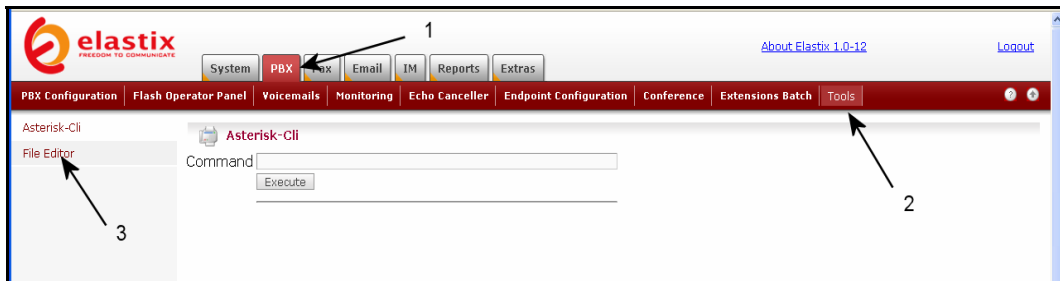 1
elastix
FREEDOM TO COMMUNICATE
About Elastix 1.0-12
Logout
System PBX Fax Email IM Reports Extras
PBX Configuration Flash Operator Panel Voicemails Monitoring Echo Canceller Endpoint Configuration Conference Extensions Batch Tools
Asterisk-Cli
File Editor
Asterisk-Cli
Command
Execute
2
3